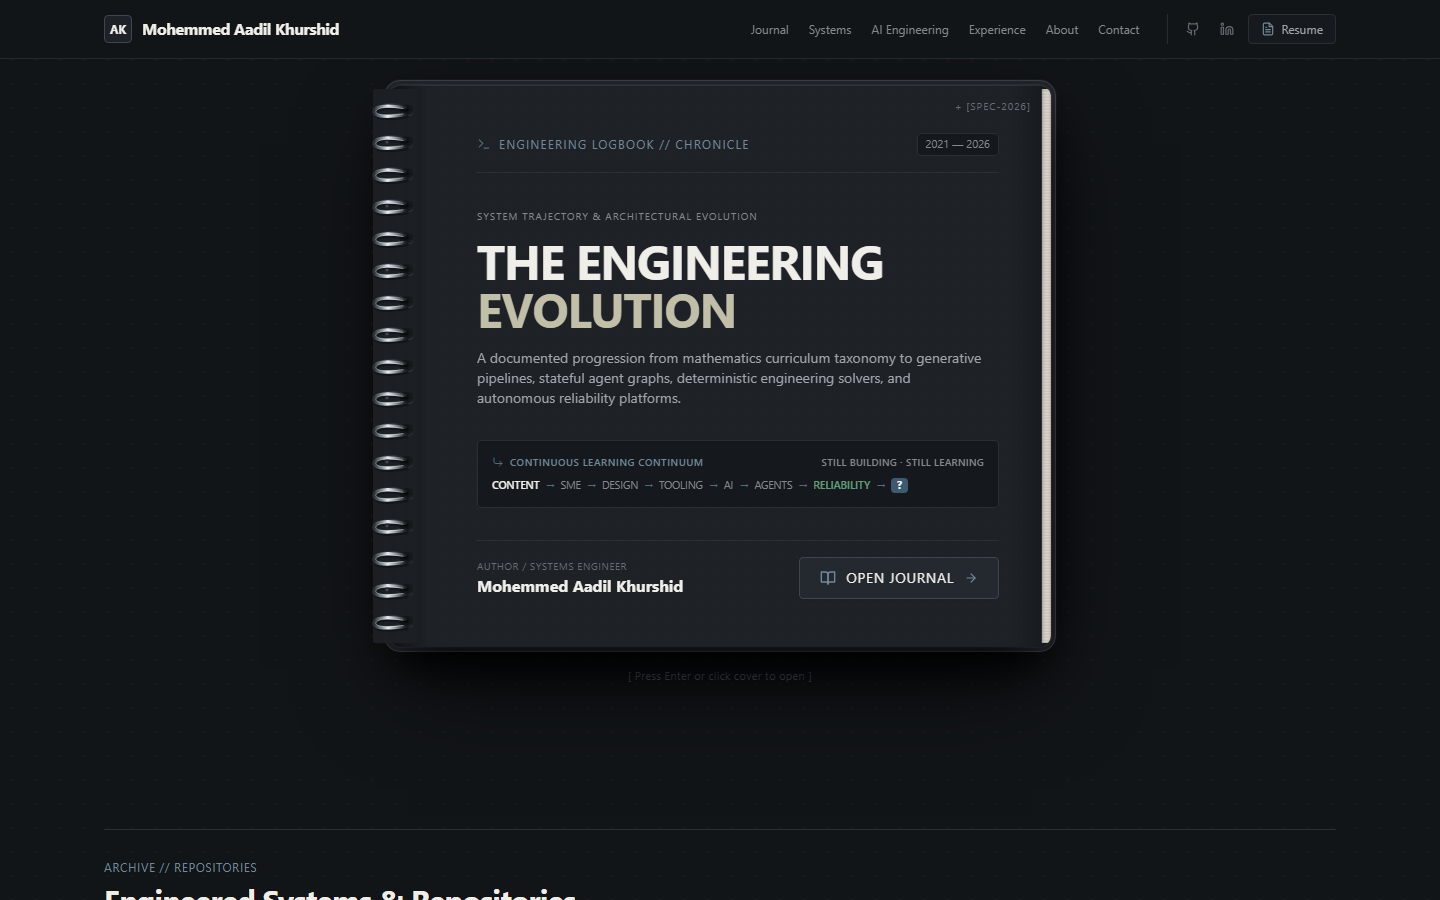 AK Mohemmed Aadil Khurshid
Journal Systems AI Engineering Experience About Contact Resume
+ [SPEC-2026]
ENGINEERING LOGBOOK // CHRONICLE
2021 — 2026
SYSTEM TRAJECTORY & ARCHITECTURAL EVOLUTION
THE ENGINEERING
EVOLUTION
A documented progression from mathematics curriculum taxonomy to generative
pipelines, stateful agent graphs, deterministic engineering solvers, and
autonomous reliability platforms.
CONTINUOUS LEARNING CONTINUUM
STILL BUILDING · STILL LEARNING
CONTENT → SME → DESIGN → TOOLING → AI → AGENTS → RELIABILITY → ?
AUTHOR / SYSTEMS ENGINEER
Mohemmed Aadil Khurshid
OPEN JOURNAL →
[ Press Enter or click cover to open ]
ARCHIVE // REPOSITORIES
Engineered Systems & Repositories